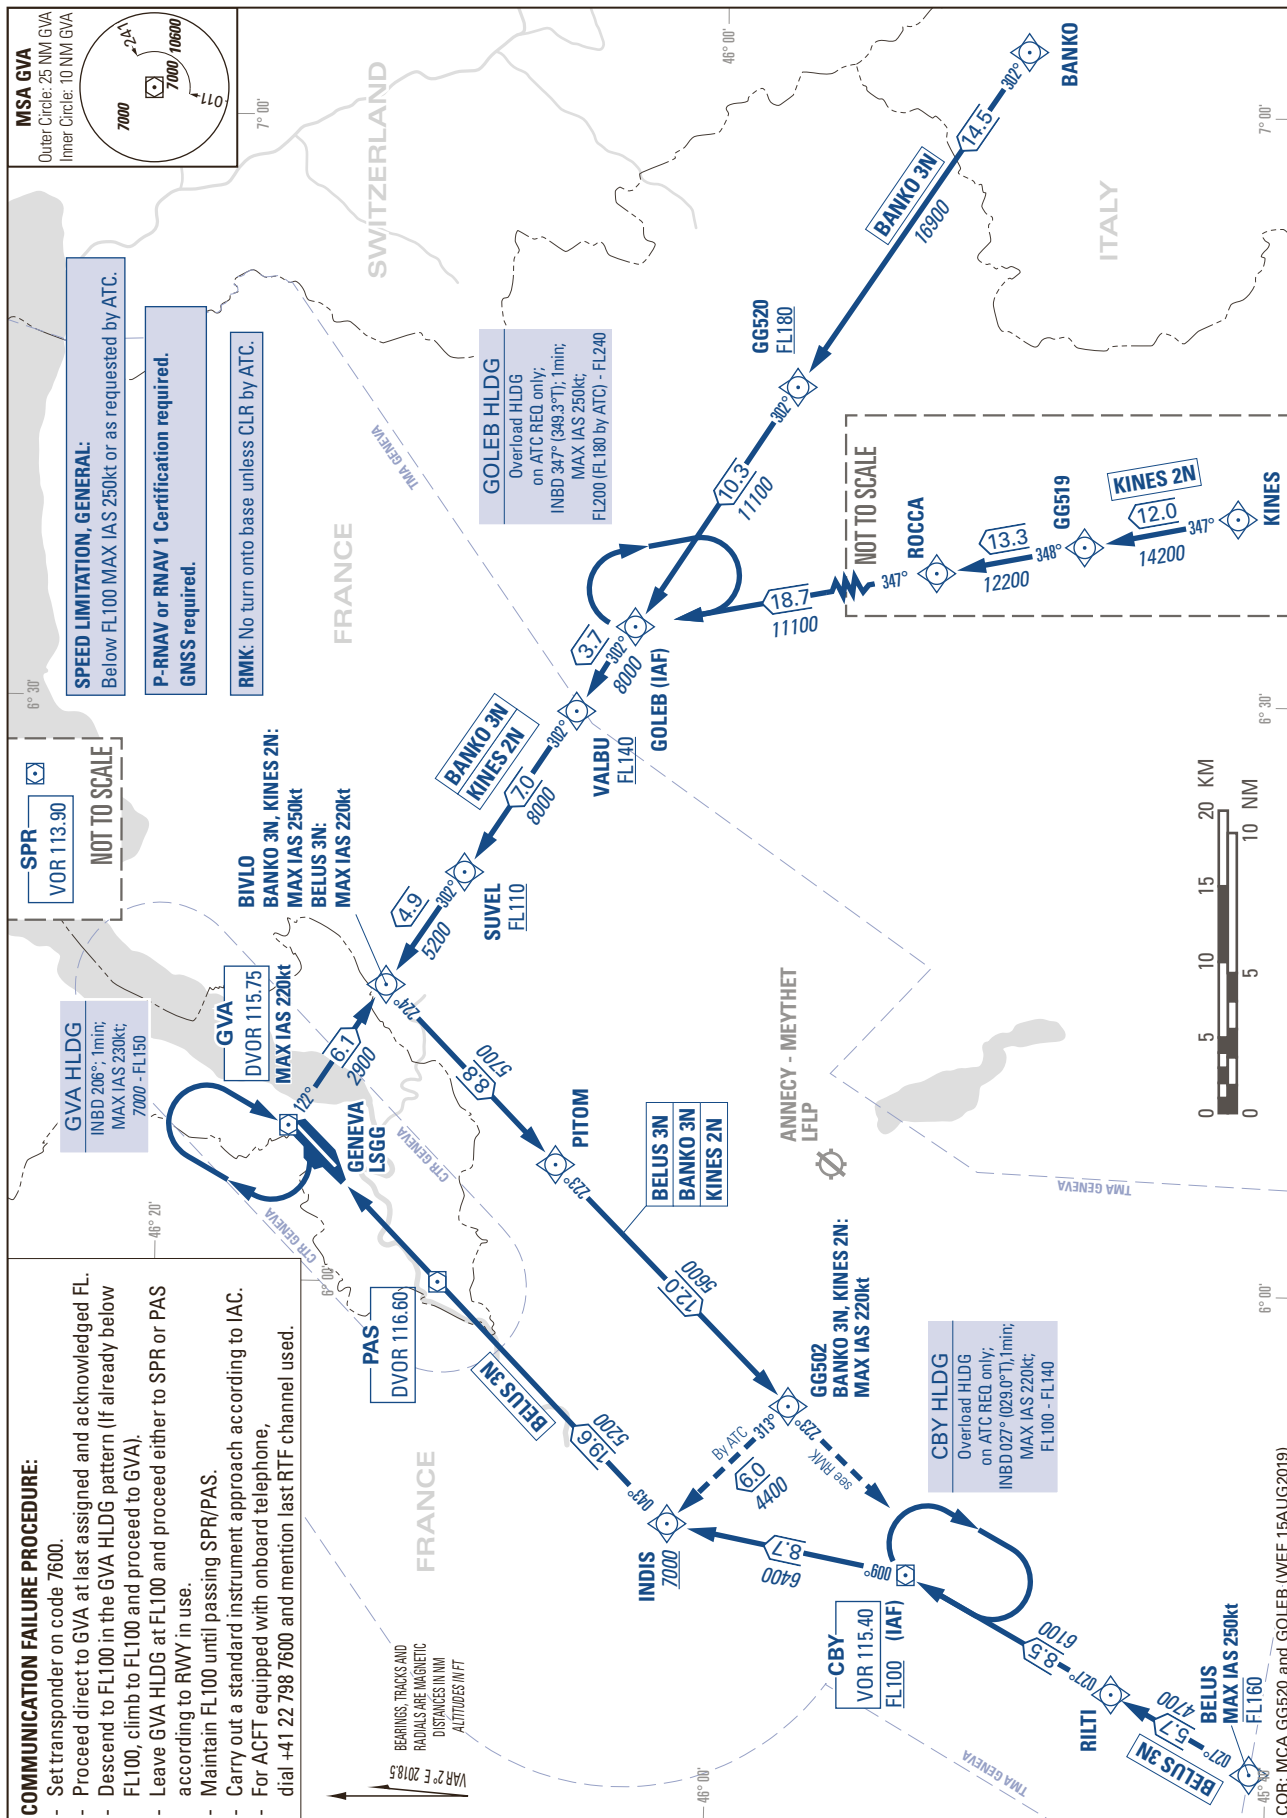 COMMUNICATION FAILURE PROCEDURE:
- Set transponder on code 7600.
- Proceed direct to GVA at last assigned and acknowledged FL.
- Descend to FL100 in the GVA HLDG pattern (If already below
FL100, climb to FL100 and proceed to GVA).
- Leave GVA HLDG at FL100 and proceed either to SPR or PAS
according to RWY in use.
- Maintain FL100 until passing SPR/PAS.
- Carry out a standard instrument approach according to IAC.
- For ACFT equipped with onboard telephone,
dial +41 22 798 7600 and mention last RTF channel used.
SPR
VOR 113.90
NOT TO SCALE
6° 30'
SPEED LIMITATION, GENERAL:
Below FL100 MAX IAS 250kt or as requested by ATC.
P-RNAV or RNAV 1 Certification required.
GNSS required.
RMK: No turn onto base unless CLR by ATC.
MSA GVA
Outer Circle: 25 NM GVA
Inner Circle: 10 NM GVA
7000
7000
10600
241
011
7° 00'
GVA HLDG
INBD 206°; 1min;
MAX IAS 230kt;
7000 - FL150
46° 20'
CTR GENEVA
6° 00'
GVA
DVOR 115.75
MAX IAS 220kt
122°
6.1
2900
GENEVA
LSGG
CTR GENEVA
BIVLO
BANKO 3N, KINES 2N:
MAX IAS 250kt
BELUS 3N:
MAX IAS 220kt
FRANCE
SWITZERLAND
TMA GENEVA
PAS
DVOR 116.60
BELUS 3N
19.6
5200
043°
224°
8.8
5700
PITOM
223°
12.0
5600
BELUS 3N
BANKO 3N
KINES 2N
4.9
5200
302°
SUVEL
FL110
7.0
8000
302°
BANKO 3N
KINES 2N
VALBU
FL140
3.7
302°
8000
GOLEB (IAF)
GOLEB HLDG
Overload HLDG
on ATC REQ only;
INBD 347° (349.3°T); 1min;
MAX IAS 250kt;
FL200 (FL180 by ATC) - FL240
10.3
11100
302°
GG520
FL180
BANKO 3N
16900
14.5
302°
BANKO
46° 00'
ITALY
FRANCE
BEARINGS, TRACKS AND
RADIALS ARE MAGNETIC
DISTANCES IN NM
ALTITUDES IN FT
VAR 2° E 2018.5
INDIS
7000
By ATC
313°
6.0
4400
GG502
BANKO 3N, KINES 2N:
MAX IAS 220kt
223°
see RMK
ANNECY - MEYTHET
LFLP
8.7
6400
009°
CBY
VOR 115.40
FL100 (IAF)
CBY HLDG
Overload HLDG
on ATC REQ only;
INBD 027° (029.0°T),1min;
MAX IAS 220kt;
FL100 - FL140
TMA GENEVA
18.7
11100
NOT TO SCALE
347°
ROCCA
13.3
12200
348°
GG519
KINES 2N
12.0
14200
347°
KINES
46° 00'
TMA GENEVA
8.5
6100
027°
RILTI
5.7
4700
027°
BELUS 3N
BELUS
MAX IAS 250kt
FL160
0 5 10 15 20 KM
0 5 10 NM
6° 00'
6° 30'
7° 00'
COR: MCA GG520 and GOLEB (WEF 15AUG2019)